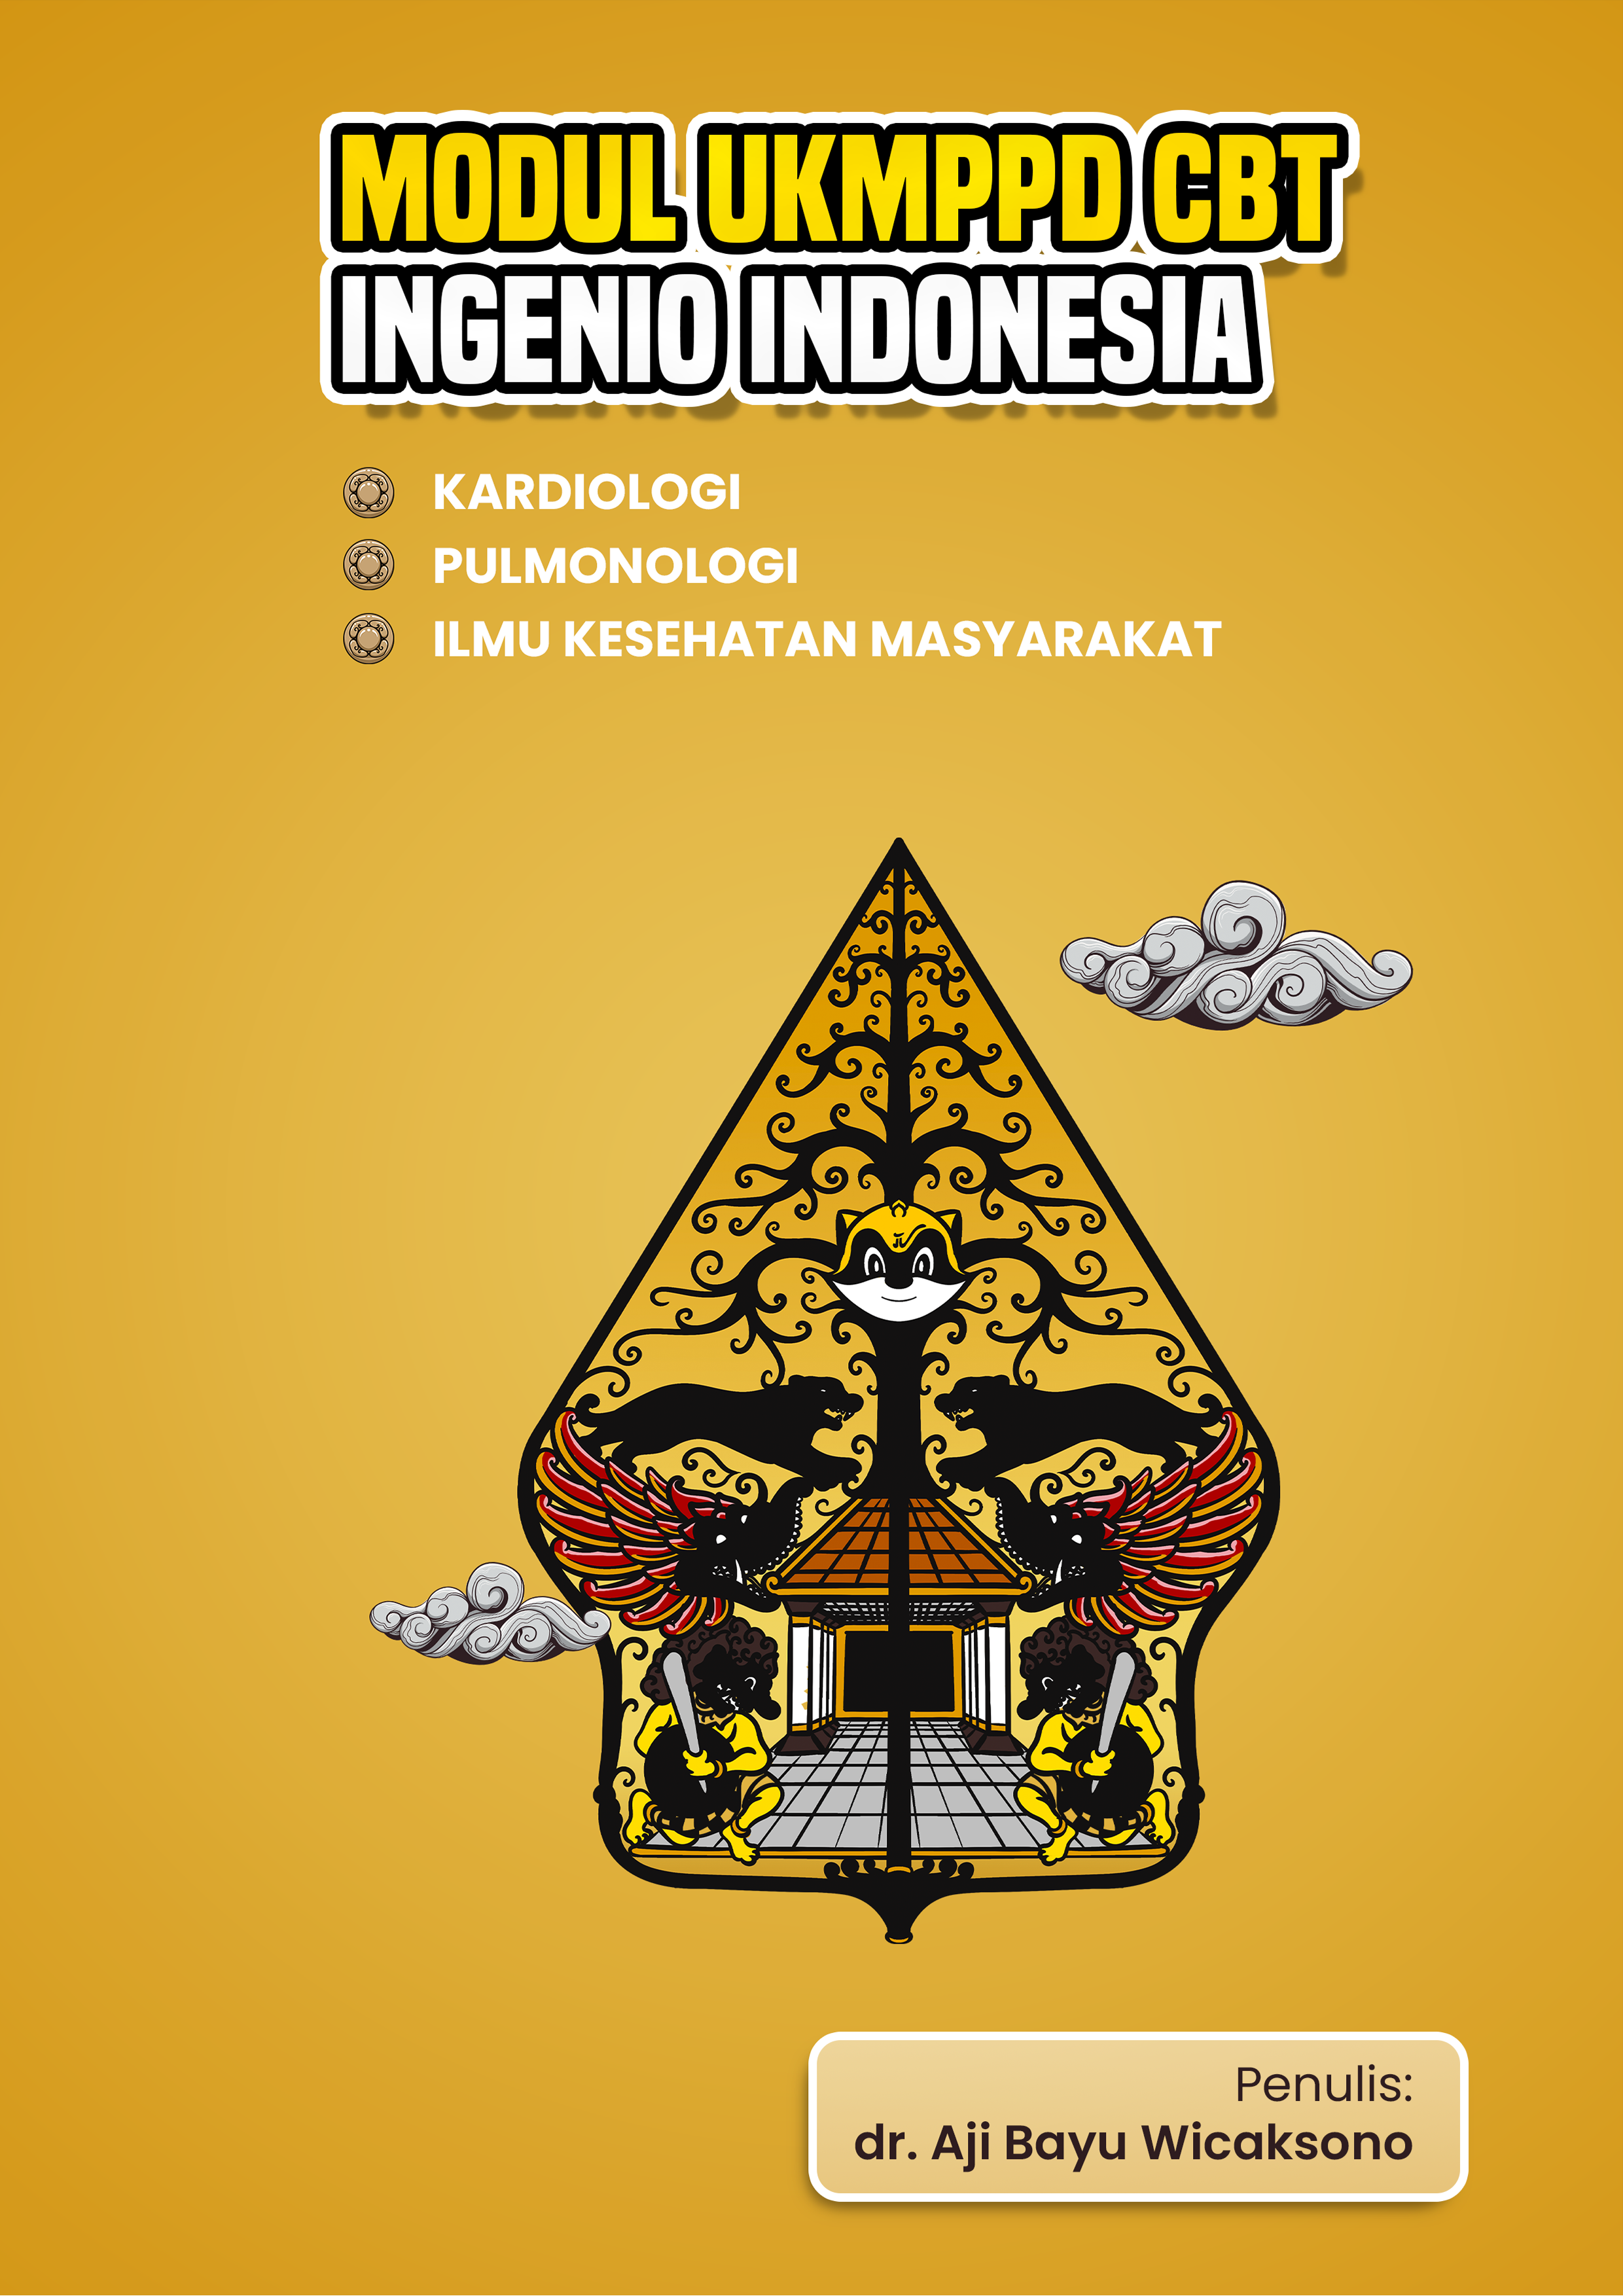 MODUL UKMPPD CBT
INGENIO INDONESIA
KARDIOLOGI
PULMONOLOGI
ILMU KESEHATAN MASYARAKAT
Penulis:
dr. Aji Bayu Wicaksono